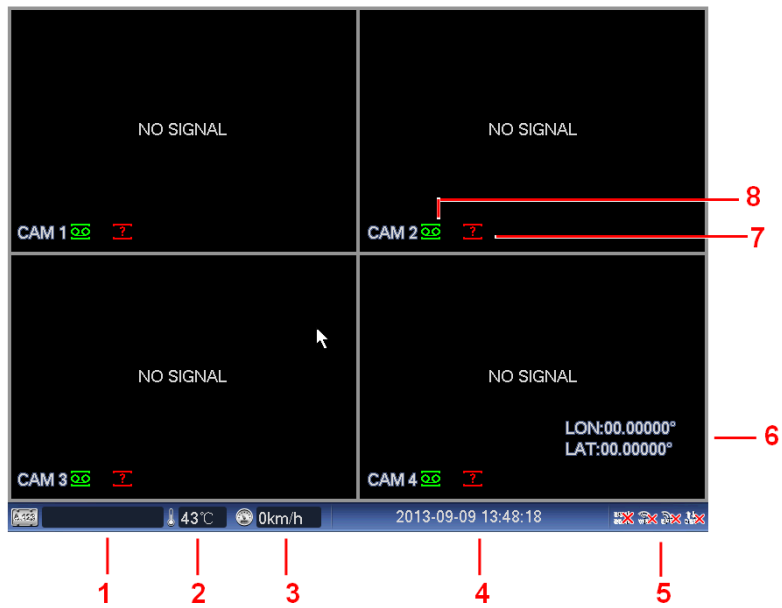 NO SIGNAL
NO SIGNAL
8
CAM 1 ?
CAM 2 ?
7
NO SIGNAL
NO SIGNAL
LON:00.00000°
LAT:00.00000°
6
CAM 3 ?
CAM 4 ?
43℃
0km/h
2013-09-09 13:48:18
1
2
3
4
5